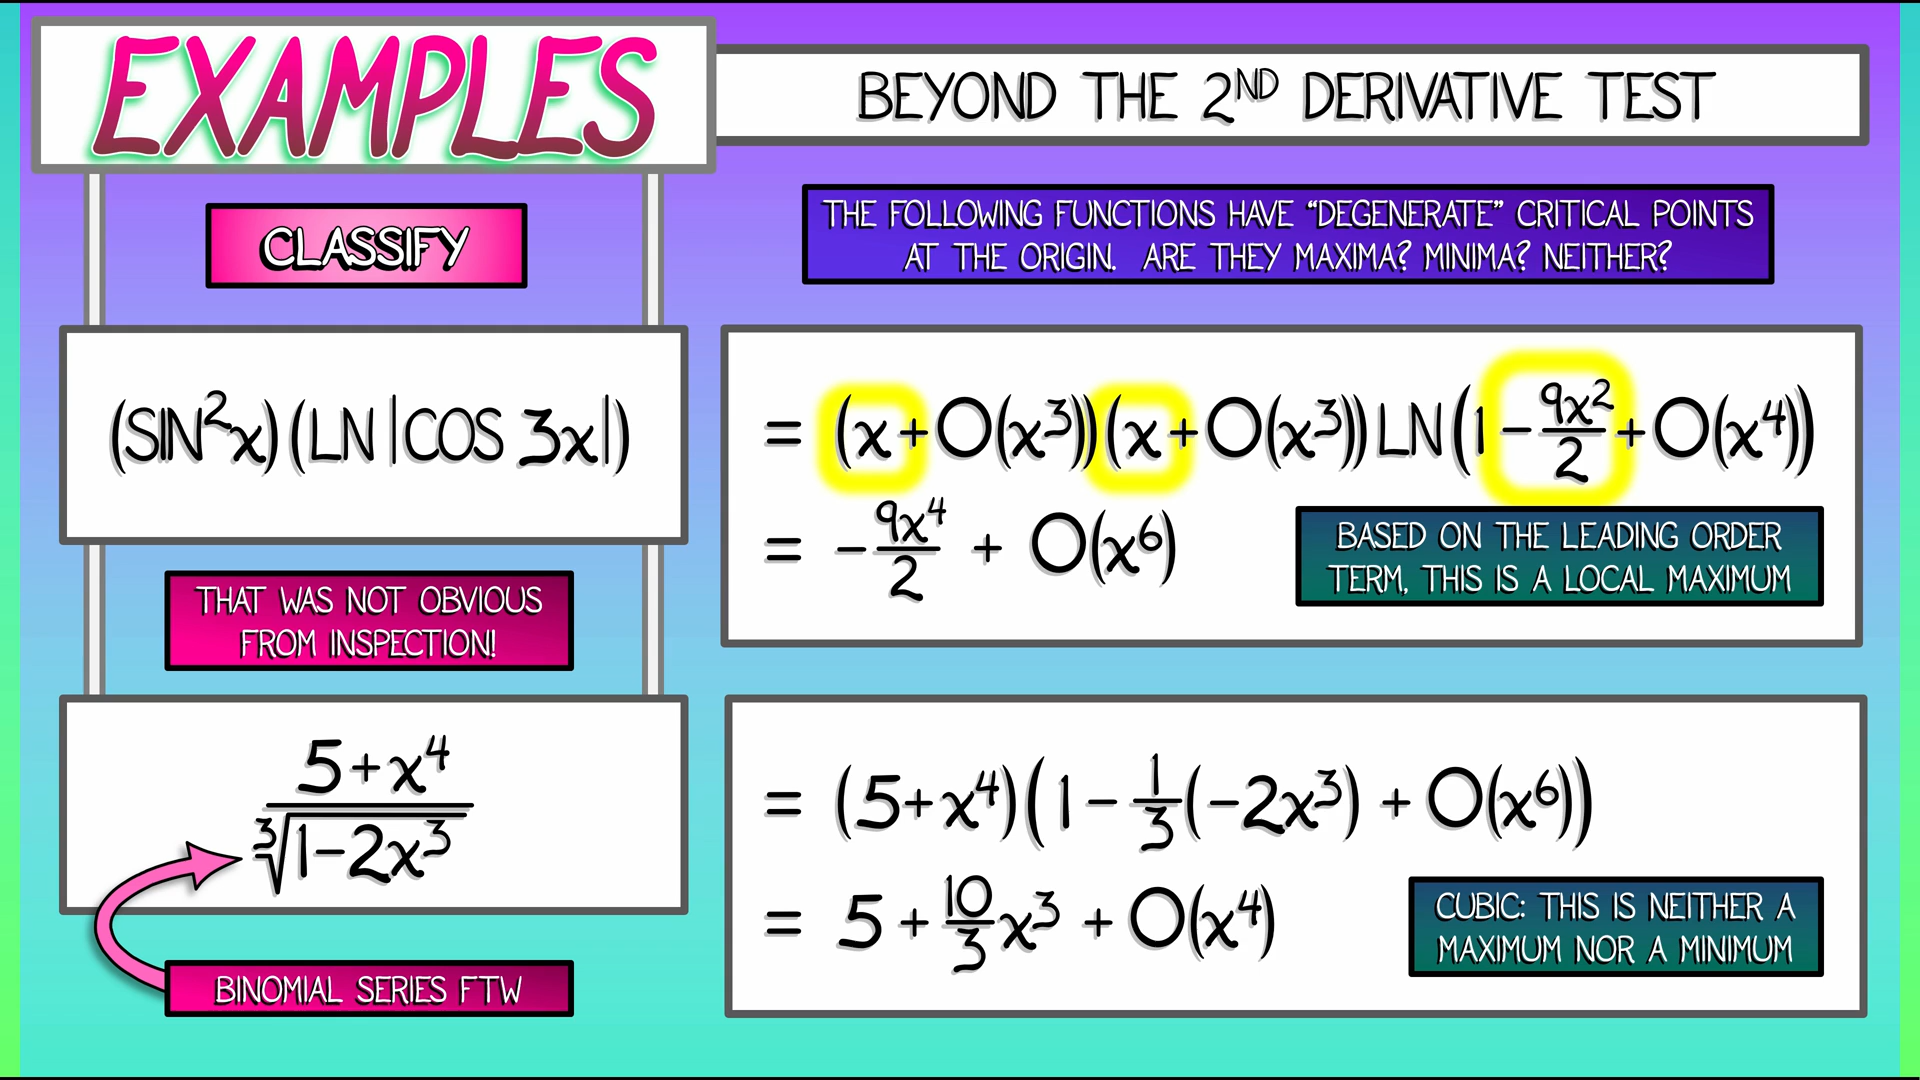 EXAMPLES
BEYOND THE 2ND DERIVATIVE TEST
CLASSIFY
THE FOLLOWING FUNCTIONS HAVE “DEGENERATE” CRITICAL POINTS
AT THE ORIGIN. ARE THEY MAXIMA? MINIMA? NEITHER?
(SIN²x)(LN|COS 3x|)
= (x+O(x³))(x+O(x³))LN(1 - 9x²/2 + O(x⁴))
= - 9x⁴/2 + O(x⁶)
BASED ON THE LEADING ORDER
TERM, THIS IS A LOCAL MAXIMUM
THAT WAS NOT OBVIOUS
FROM INSPECTION!
5+x⁴
∛1-2x³
= (5+x⁴)(1 - 1/3(-2x³) + O(x⁶))
= 5 + 10/3 x³ + O(x⁴)
CUBIC: THIS IS NEITHER A
MAXIMUM NOR A MINIMUM
BINOMIAL SERIES FTW